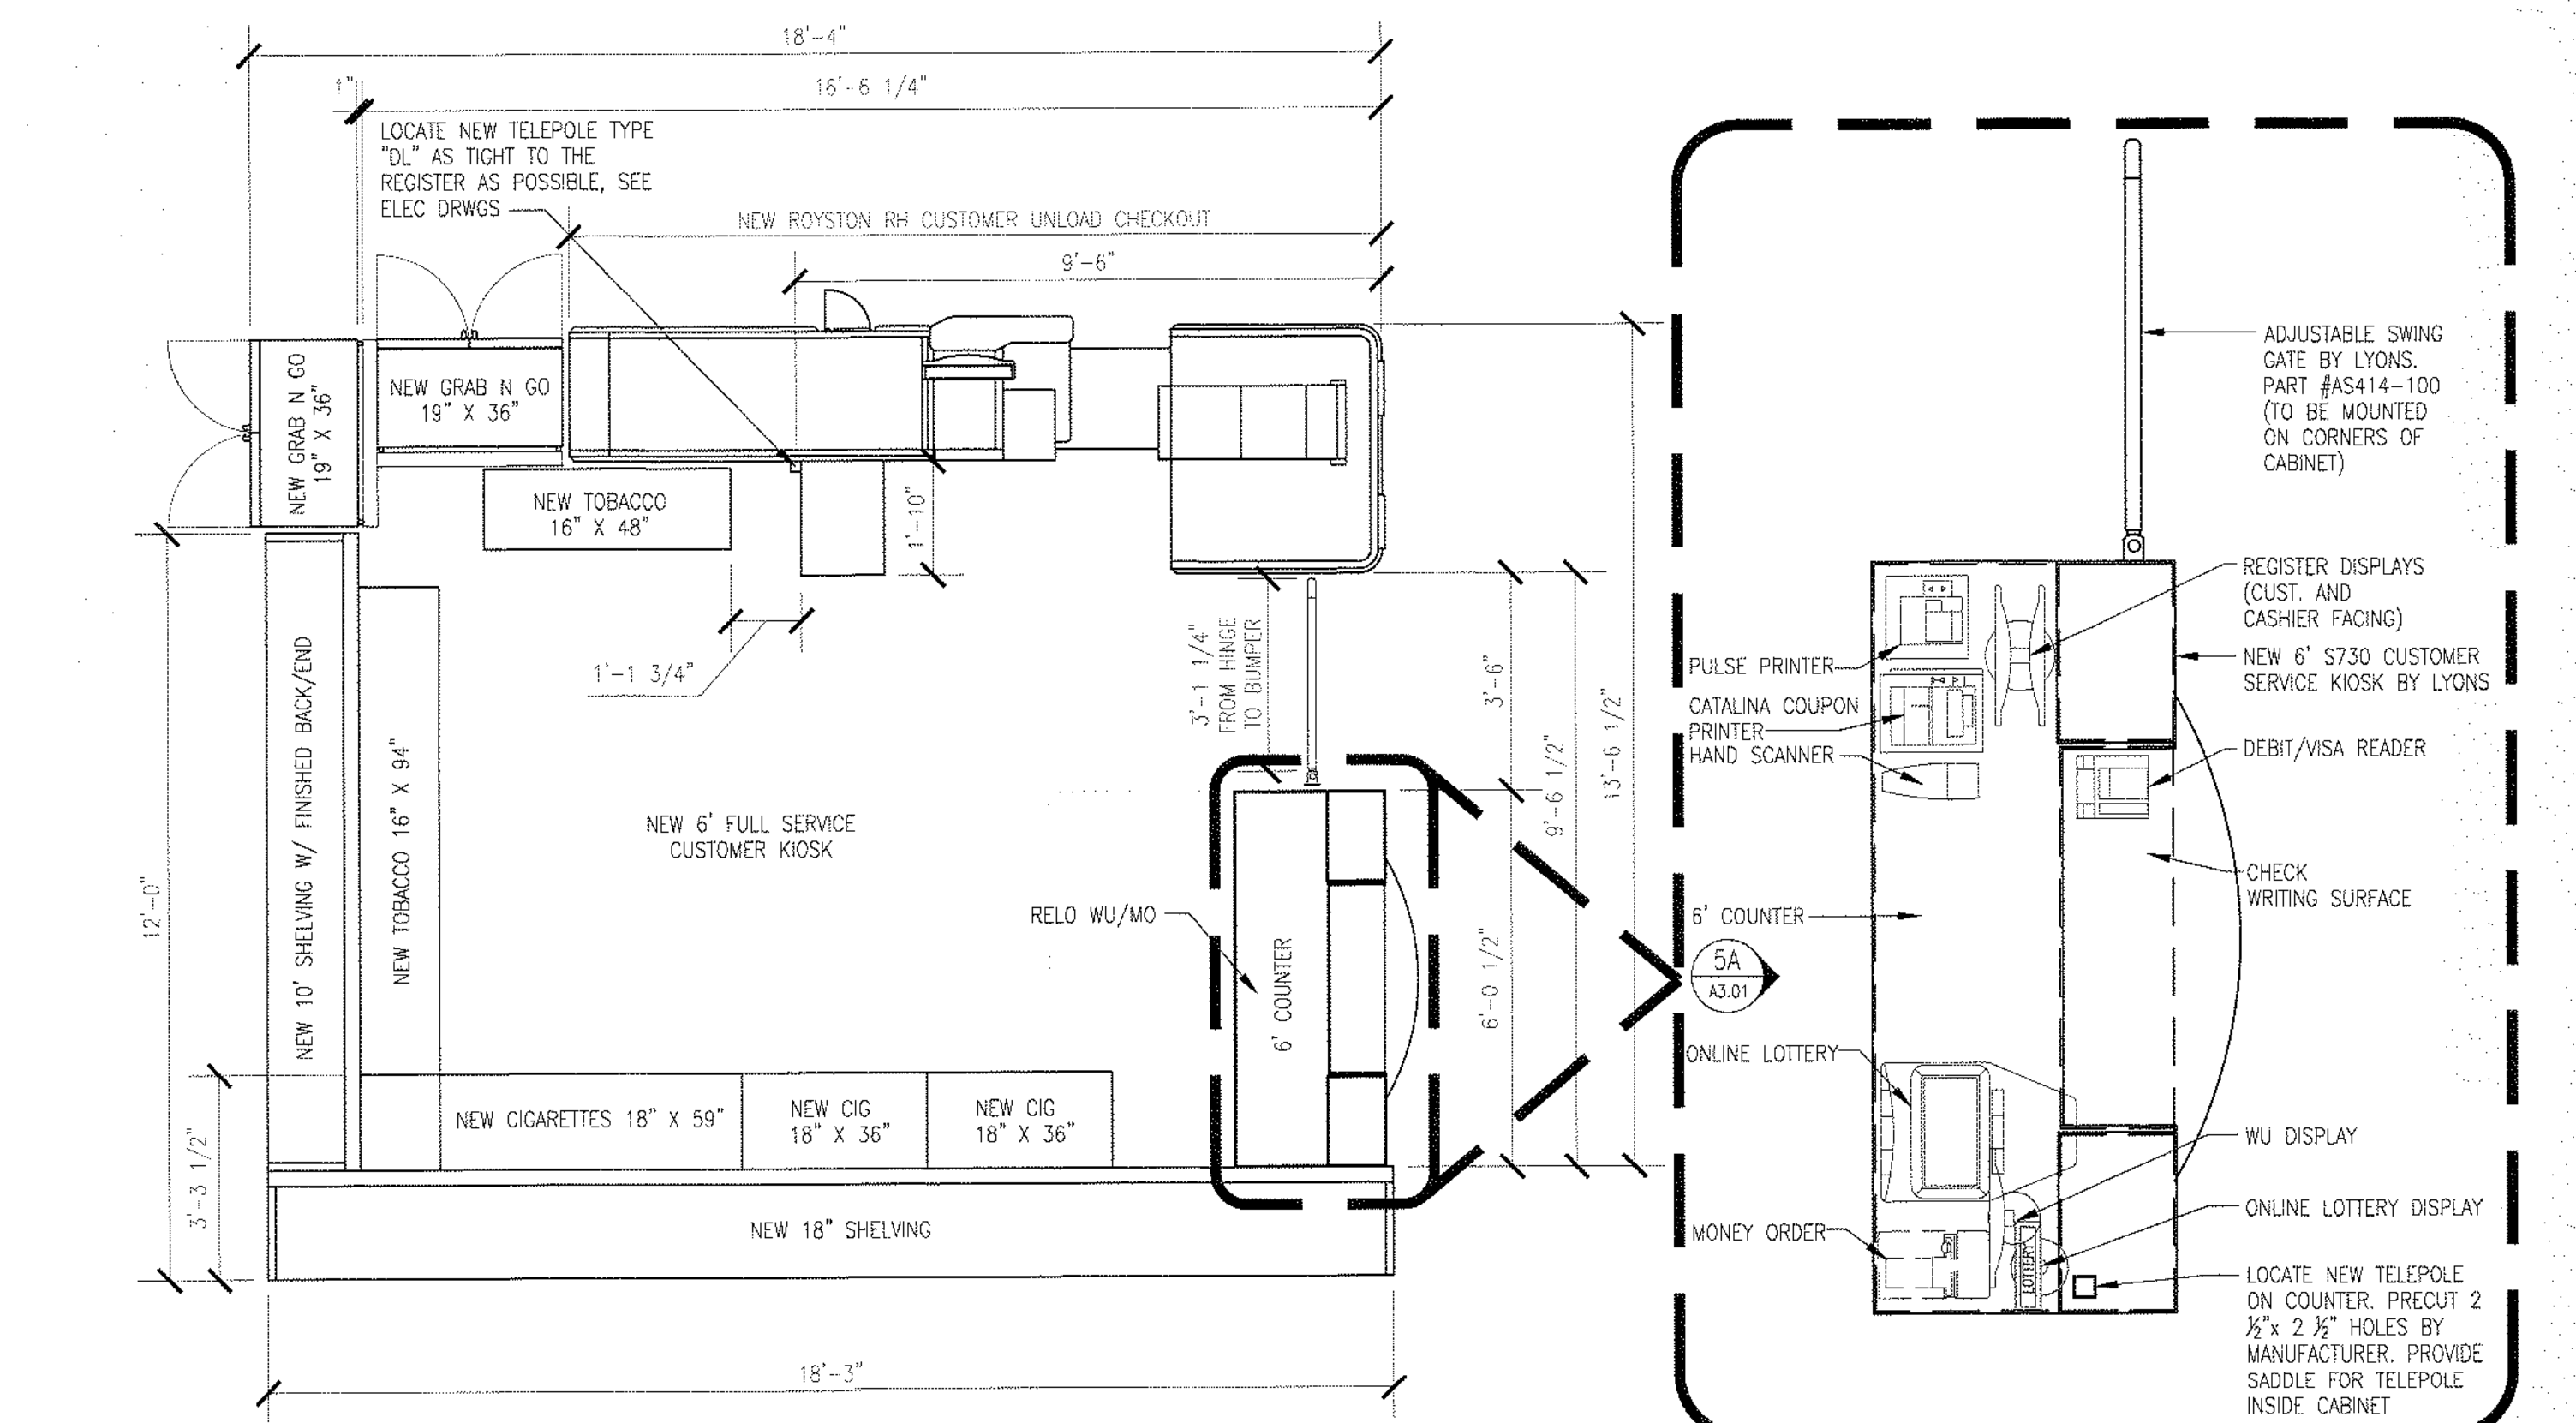 18'-4"
1"
16'-6 1/4"
LOCATE NEW TELEPOLE TYPE
"DL" AS TIGHT TO THE
REGISTER AS POSSIBLE, SEE
ELEC DRWGS
NEW ROYSTON RH CUSTOMER UNLOAD CHECKOUT
9'-6"
NEW GRAB N GO
19" X 36"
NEW GRAB N GO
19" X 36"
NEW TOBACCO
16" X 48"
1'-10"
1'-1 3/4"
3'-1 1/4"
FROM HINGE
TO BUMPER
3'-6"
9'-6 1/2"
13'-6 1/2"
6'-0 1/2"
12'-0"
3'-3 1/2"
NEW 10' SHELVING W/ FINISHED BACK/END
NEW TOBACCO 16" X 94"
NEW 6' FULL SERVICE
CUSTOMER KIOSK
RELO WU/MO
6' COUNTER
NEW CIGARETTES 18" X 59"
NEW CIG
18" X 36"
NEW CIG
18" X 36"
NEW 18" SHELVING
18'-3"
5A
A3.01
ADJUSTABLE SWING
GATE BY LYONS.
PART #AS414-100
(TO BE MOUNTED
ON CORNERS OF
CABINET)
REGISTER DISPLAYS
(CUST. AND
CASHIER FACING)
NEW 6' S730 CUSTOMER
SERVICE KIOSK BY LYONS
DEBIT/VISA READER
CHECK
WRITING SURFACE
PULSE PRINTER
CATALINA COUPON
PRINTER
HAND SCANNER
6' COUNTER
ONLINE LOTTERY
MONEY ORDER
LOTTERY
WU DISPLAY
ONLINE LOTTERY DISPLAY
LOCATE NEW TELEPOLE
ON COUNTER. PRECUT 2
½"x 2 ½" HOLES BY
MANUFACTURER. PROVIDE
SADDLE FOR TELEPOLE
INSIDE CABINET